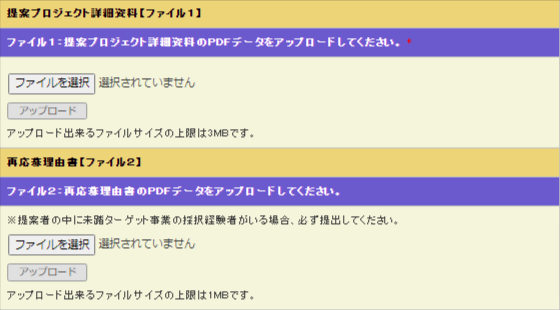 提案プロジェクト詳細資料【ファイル1】
ファイル1：提案プロジェクト詳細資料のPDFデータをアップロードしてください。*
ファイルを選択 選択されていません
アップロード
アップロード出来るファイルサイズの上限は3MBです。
再応募理由書【ファイル2】
ファイル2：再応募理由書のPDFデータをアップロードしてください。
※提案者の中に未踏ターゲット事業の採択経験者がいる場合、必ず提出してください。
ファイルを選択 選択されていません
アップロード
アップロード出来るファイルサイズの上限は1MBです。